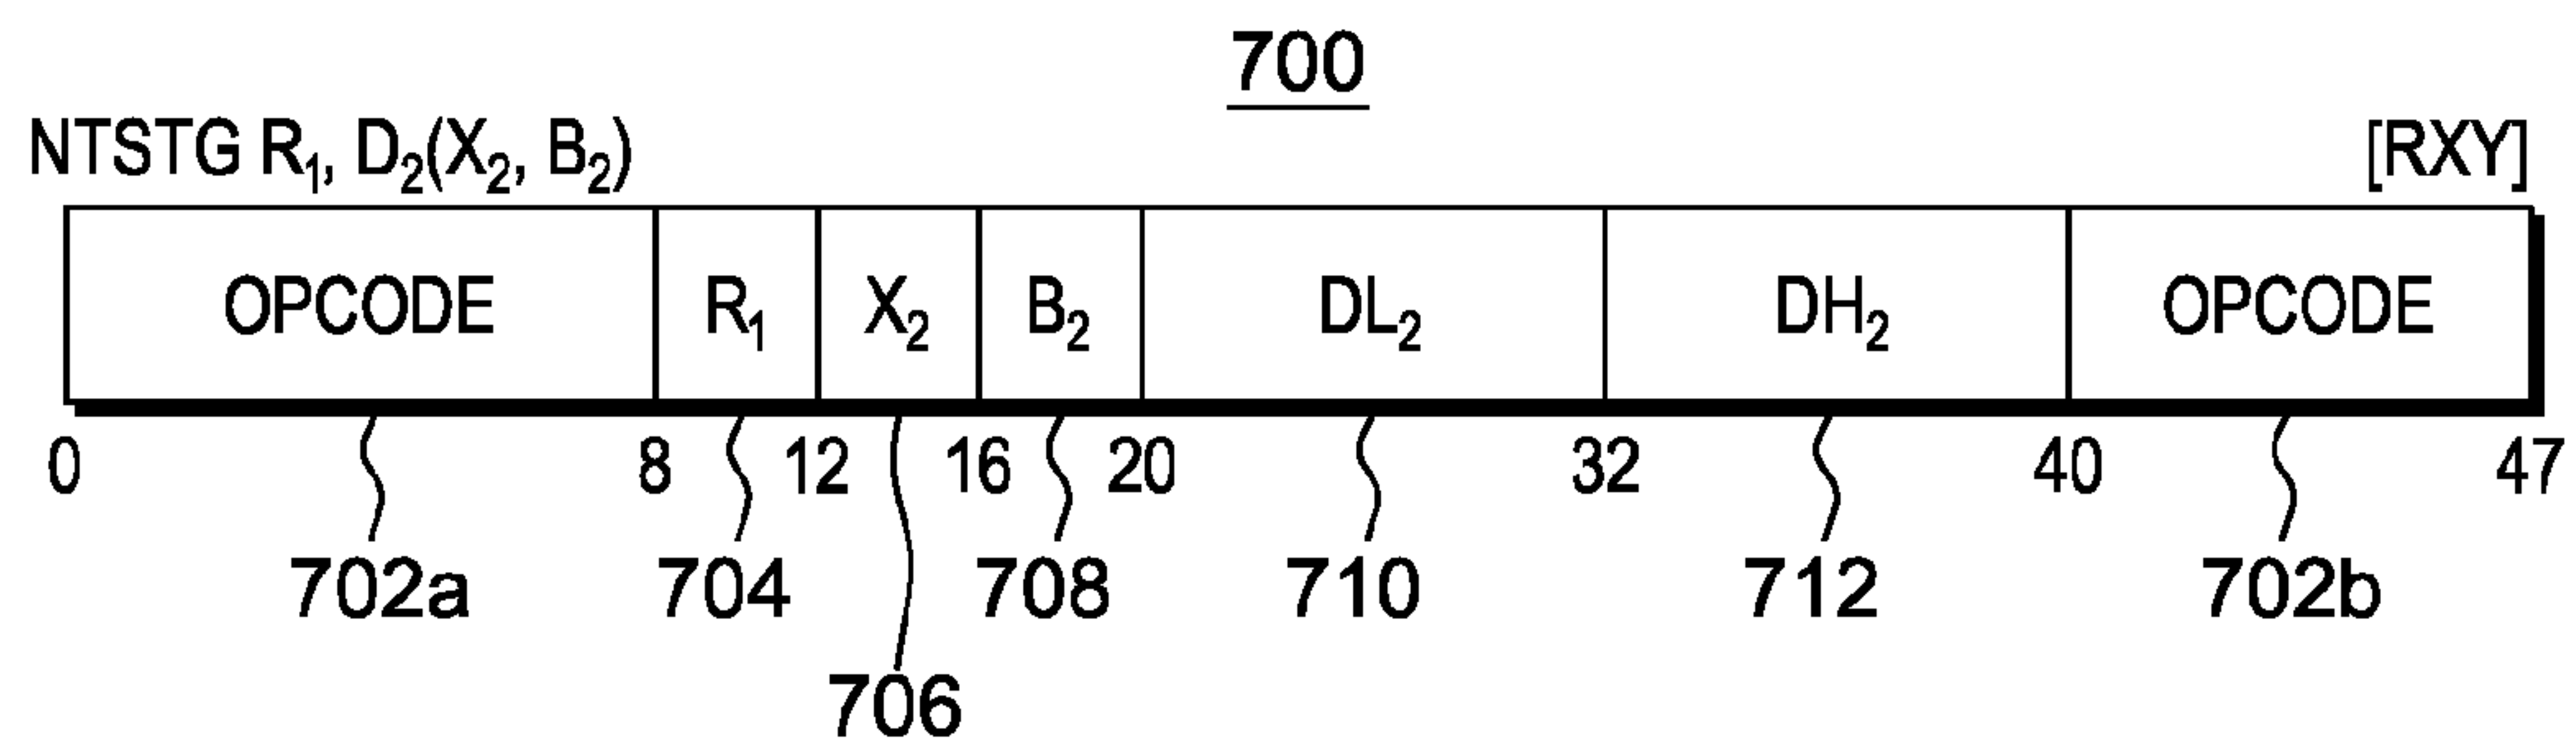 700
NTSTG R₁, D₂(X₂, B₂) [RXY]
OPCODE R₁ X₂ B₂ DL₂ DH₂ OPCODE
0 8 12 16 20 32 40 47
702a 704 708 710 712 702b
706